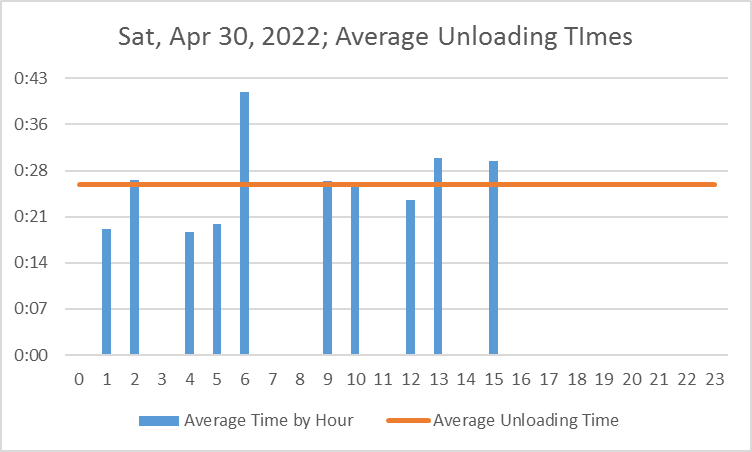 Sat, Apr 30, 2022; Average Unloading TImes
0:43
0:36
0:28
0:21
0:14
0:07
0:00
0 1 2 3 4 5 6 7 8 9 10 11 12 13 14 15 16 17 18 19 20 21 22 23
Average Time by Hour Average Unloading Time